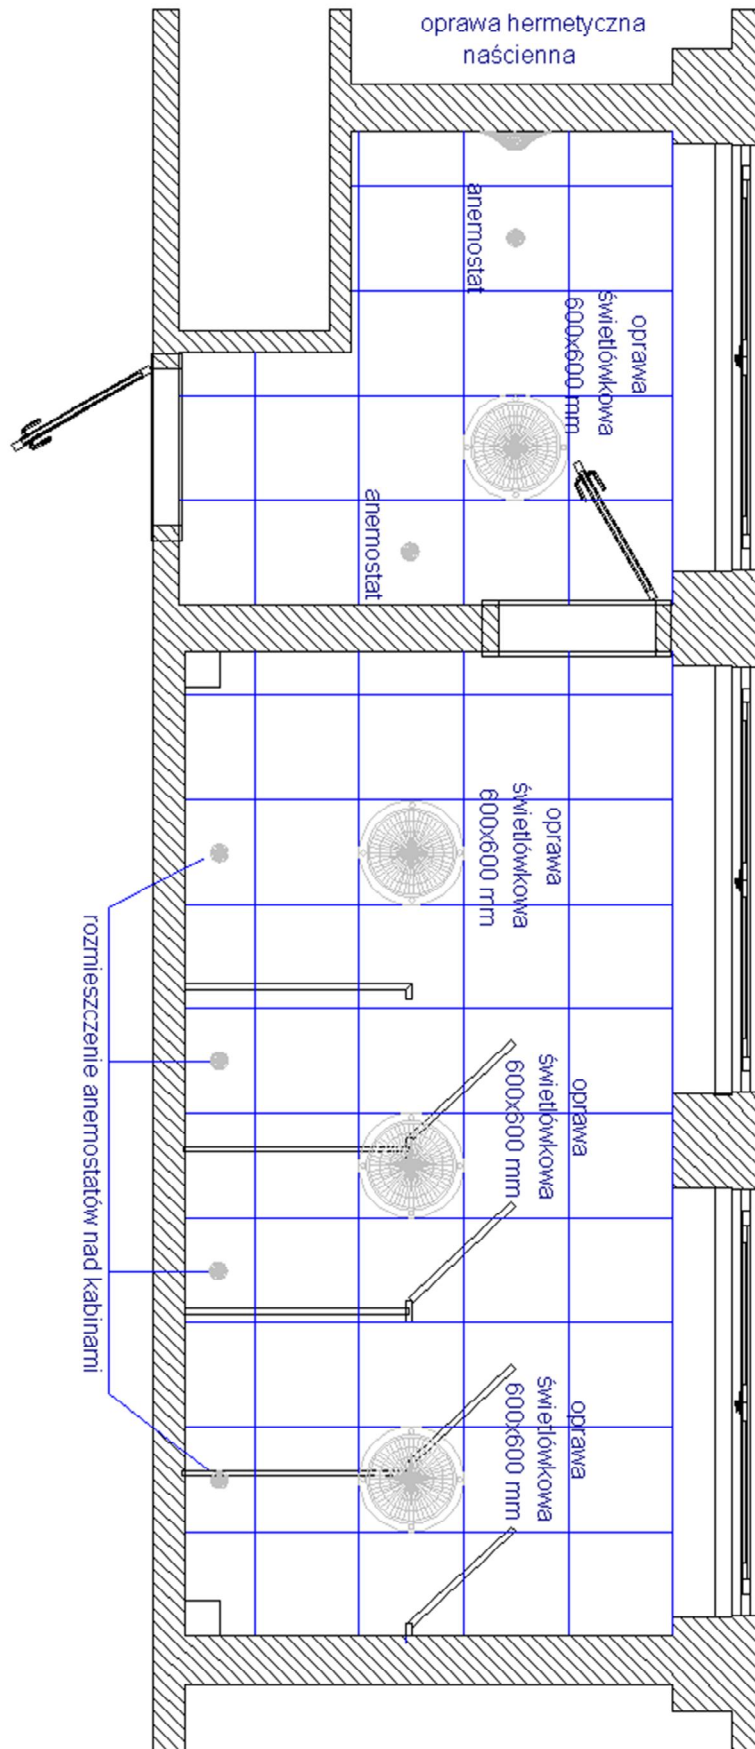 oprawa hermetyczna
naścienna
anemostat
oprawa
świetlówkowa
600x600 mm
anemostat
oprawa
świetlówkowa
600x600 mm
oprawa
świetlówkowa
600x600 mm
oprawa
świetlówkowa
600x600 mm
rozmieszczenie anemostatów nad kabinami